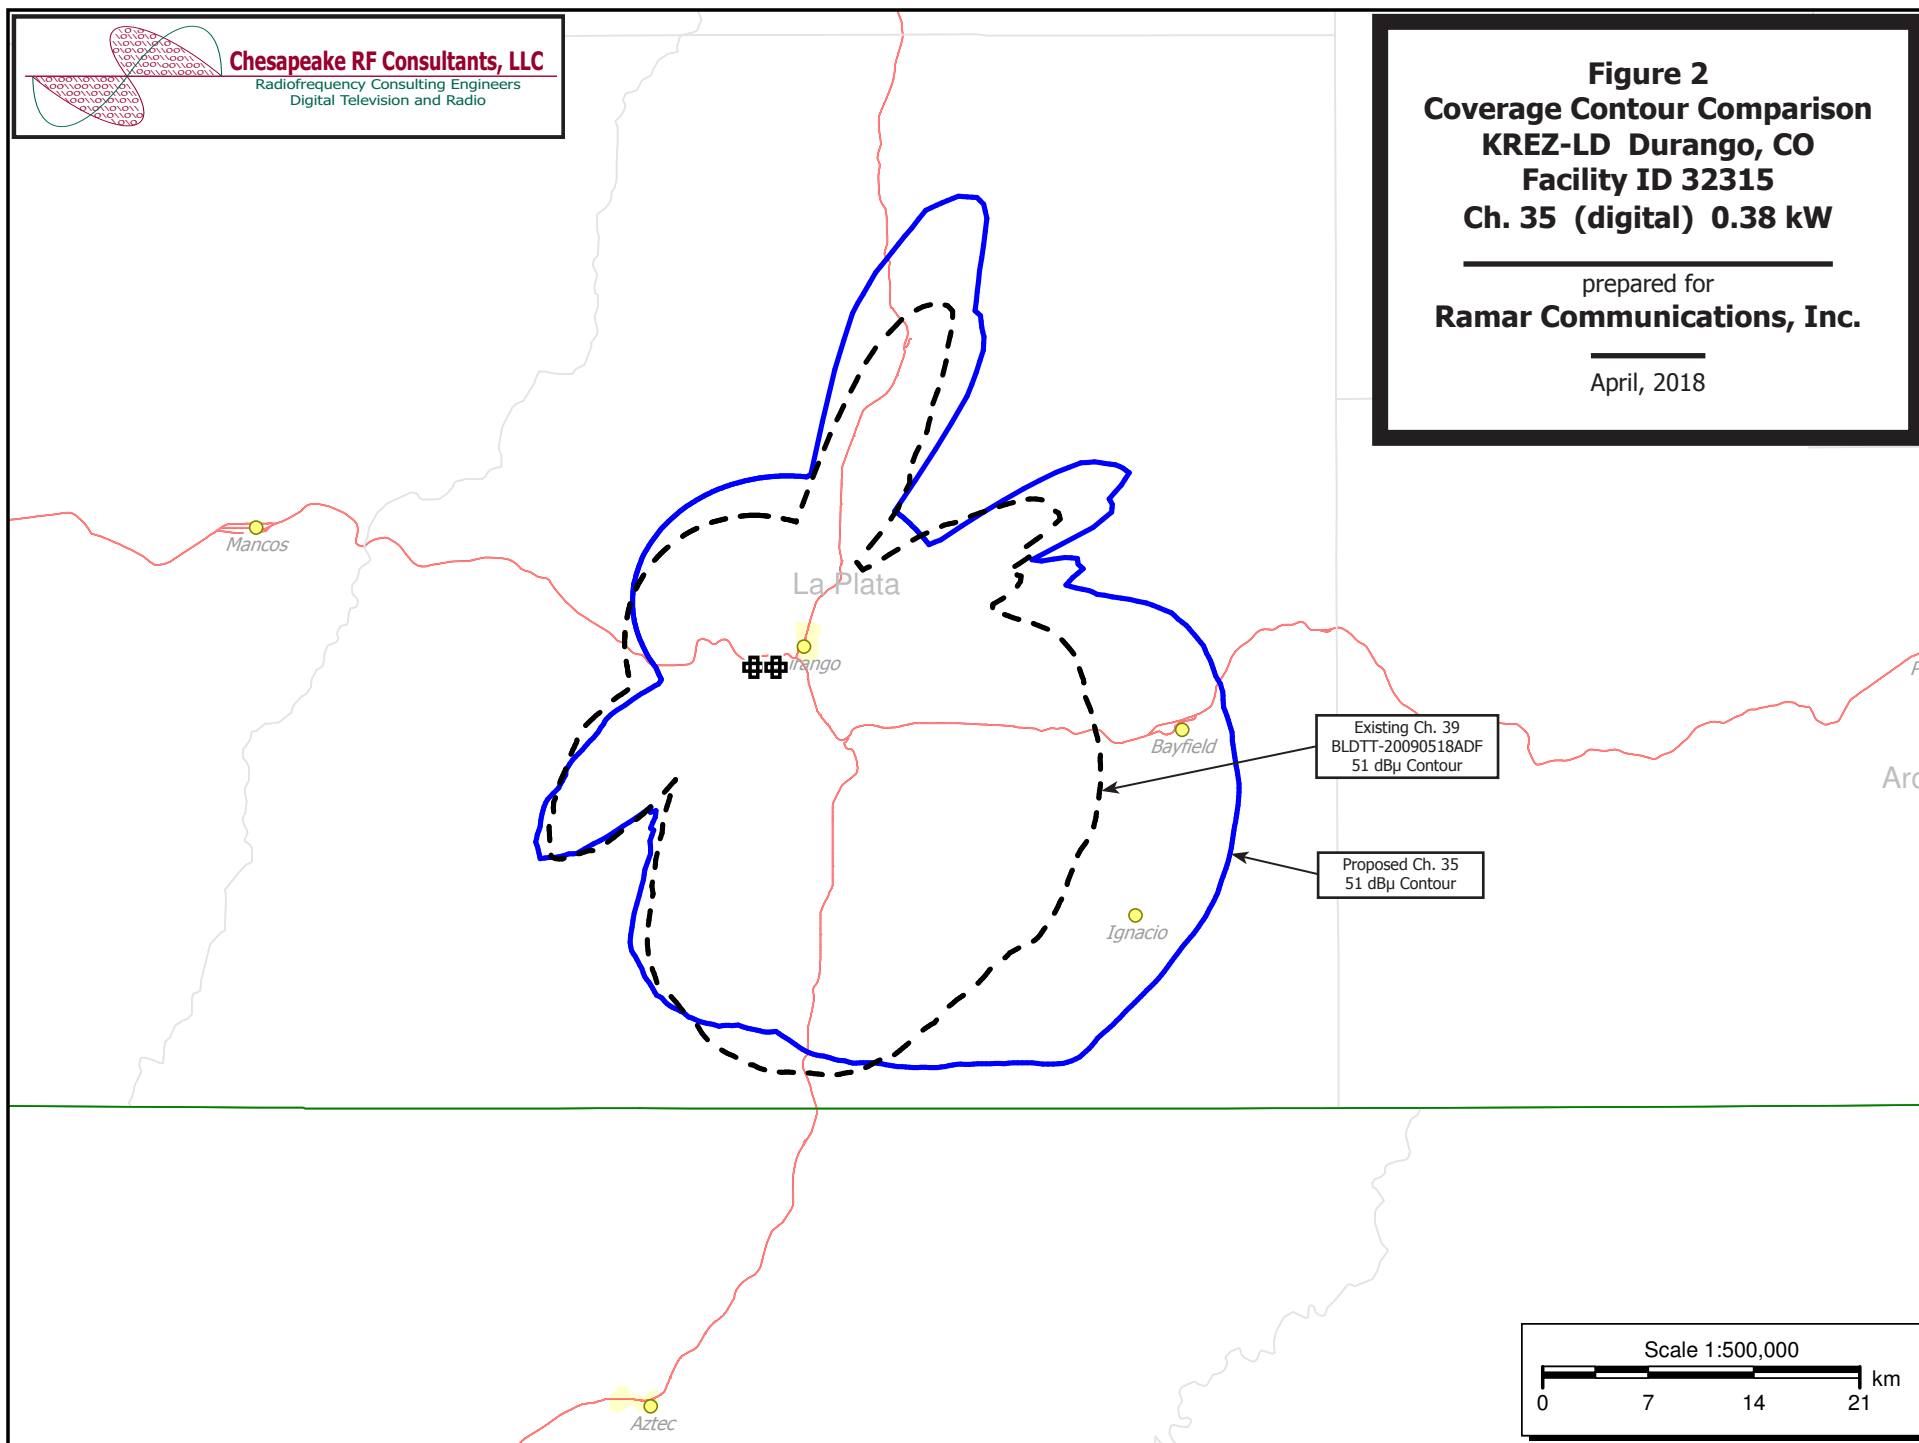 Chesapeake RF Consultants, LLC
Radiofrequency Consulting Engineers
Digital Television and Radio
Figure 2
Coverage Contour Comparison
KREZ-LD Durango, CO
Facility ID 32315
Ch. 35 (digital) 0.38 kW
prepared for
Ramar Communications, Inc.
April, 2018
Mancos
La Plata
Bayfield
Existing Ch. 39
BLDTT-20090518ADF
51 dBµ Contour
Proposed Ch. 35
51 dBµ Contour
Ignacio
Aztec
Scale 1:500,000
km
0 7 14 21